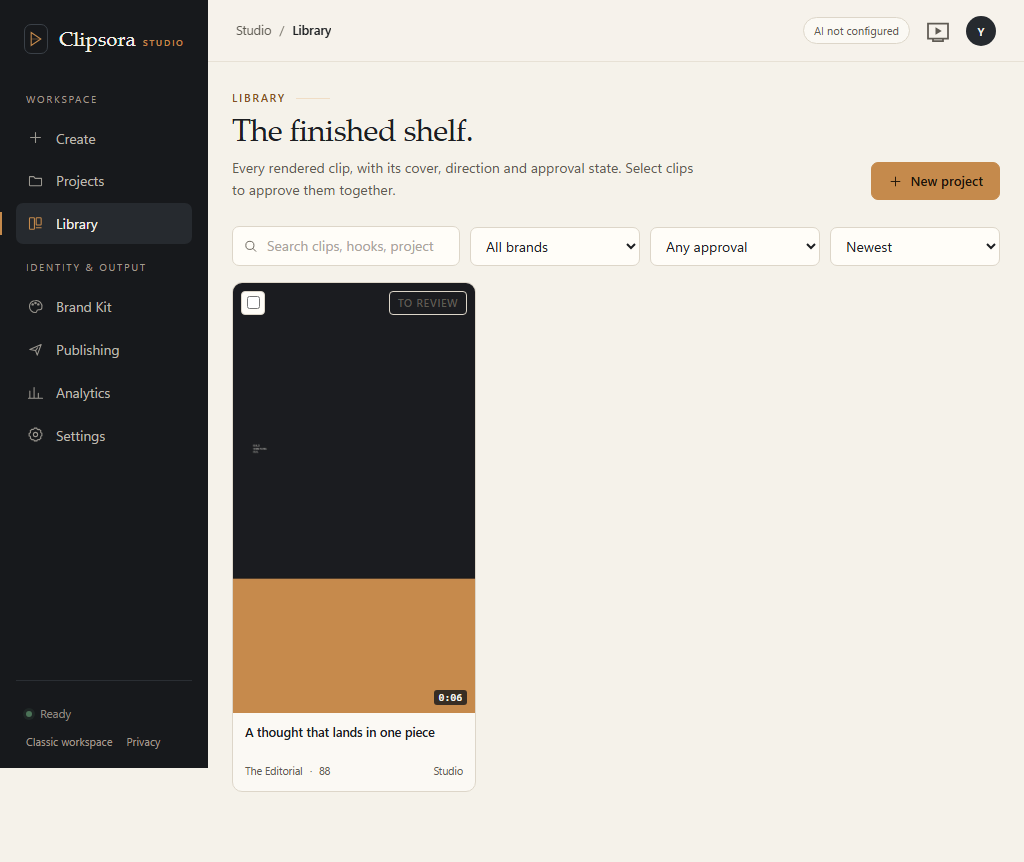 Clipsora STUDIO
Studio / Library
AI not configured
Y
WORKSPACE
Create
Projects
Library
IDENTITY & OUTPUT
Brand Kit
Publishing
Analytics
Settings
Ready
Classic workspace Privacy
LIBRARY
The finished shelf.
Every rendered clip, with its cover, direction and approval state. Select clips
to approve them together.
+ New project
Search clips, hooks, project
All brands
Any approval
Newest
TO REVIEW
0:06
A thought that lands in one piece
The Editorial · 88
Studio